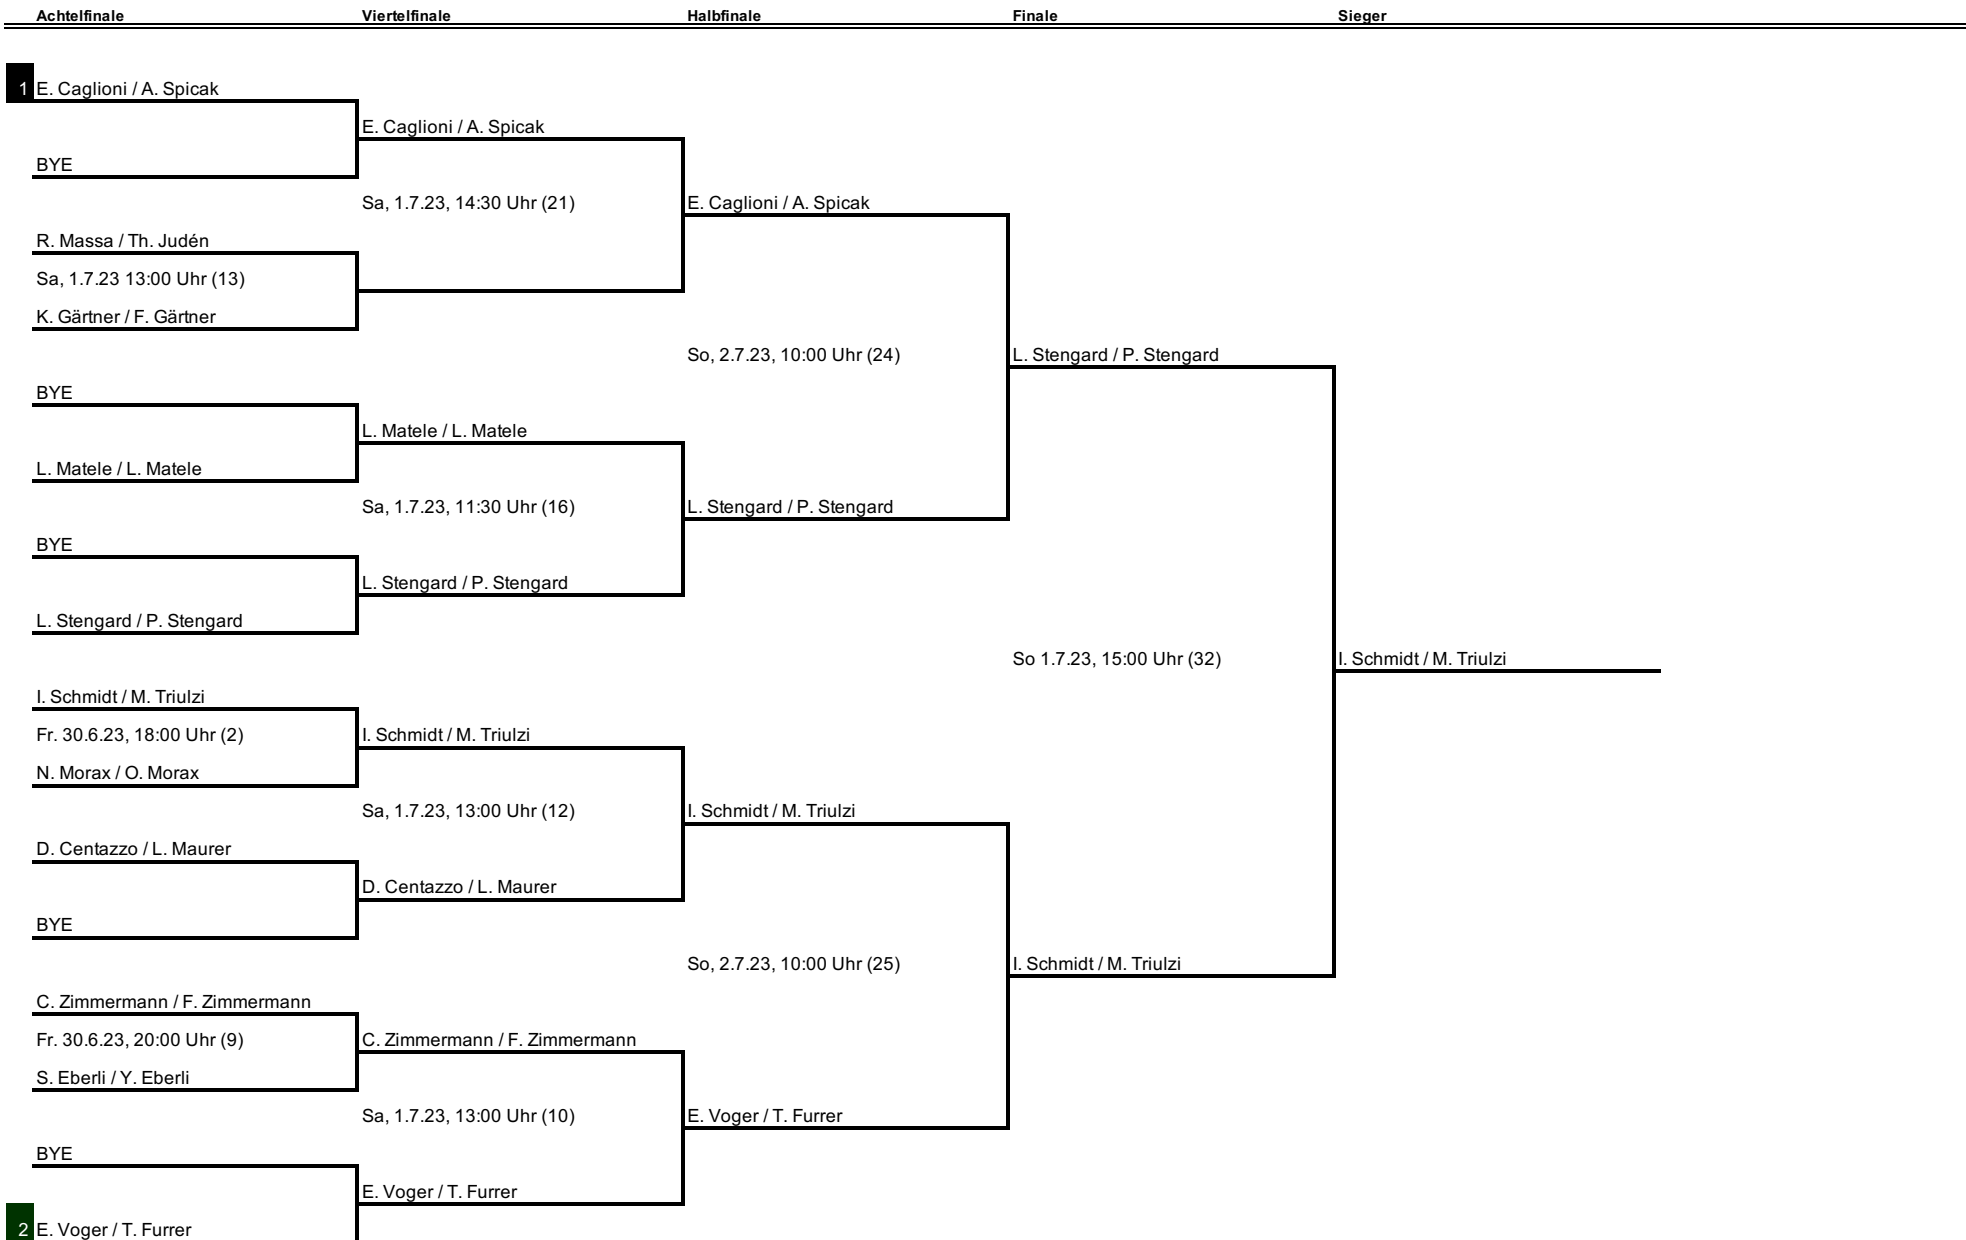 Achtelfinale Viertelfinale Halbfinale Finale Sieger
1 E. Caglioni / A. Spicak
E. Caglioni / A. Spicak
BYE
Sa, 1.7.23, 14:30 Uhr (21) E. Caglioni / A. Spicak
R. Massa / Th. Judén
Sa, 1.7.23 13:00 Uhr (13)
K. Gärtner / F. Gärtner
So, 2.7.23, 10:00 Uhr (24) L. Stengard / P. Stengard
BYE
L. Matele / L. Matele
L. Matele / L. Matele
Sa, 1.7.23, 11:30 Uhr (16) L. Stengard / P. Stengard
BYE
L. Stengard / P. Stengard
L. Stengard / P. Stengard
So 1.7.23, 15:00 Uhr (32) I. Schmidt / M. Triulzi
I. Schmidt / M. Triulzi
Fr. 30.6.23, 18:00 Uhr (2) I. Schmidt / M. Triulzi
N. Morax / O. Morax
Sa, 1.7.23, 13:00 Uhr (12) I. Schmidt / M. Triulzi
D. Centazzo / L. Maurer
D. Centazzo / L. Maurer
BYE
So, 2.7.23, 10:00 Uhr (25) I. Schmidt / M. Triulzi
C. Zimmermann / F. Zimmermann
Fr. 30.6.23, 20:00 Uhr (9) C. Zimmermann / F. Zimmermann
S. Eberli / Y. Eberli
Sa, 1.7.23, 13:00 Uhr (10) E. Voger / T. Furrer
BYE
E. Voger / T. Furrer
2 E. Voger / T. Furrer